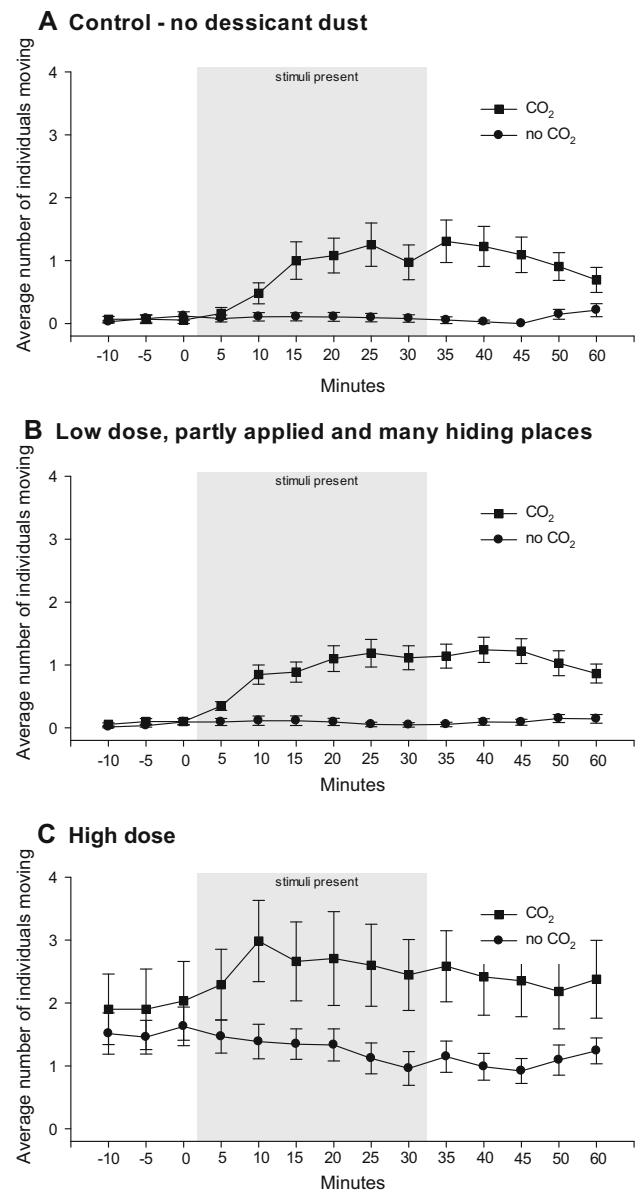 A Control - no dessicant dust
stimuli present
4
3
2
1
0
CO₂
no CO₂
Average number of individuals moving
-10 -5 0 5 10 15 20 25 30 35 40 45 50 60
Minutes
B Low dose, partly applied and many hiding places
stimuli present
4
3
2
1
0
CO₂
no CO₂
Average number of individuals moving
-10 -5 0 5 10 15 20 25 30 35 40 45 50 60
Minutes
C High dose
stimuli present
4
3
2
1
0
CO₂
no CO₂
Average number of individuals moving
-10 -5 0 5 10 15 20 25 30 35 40 45 50 60
Minutes